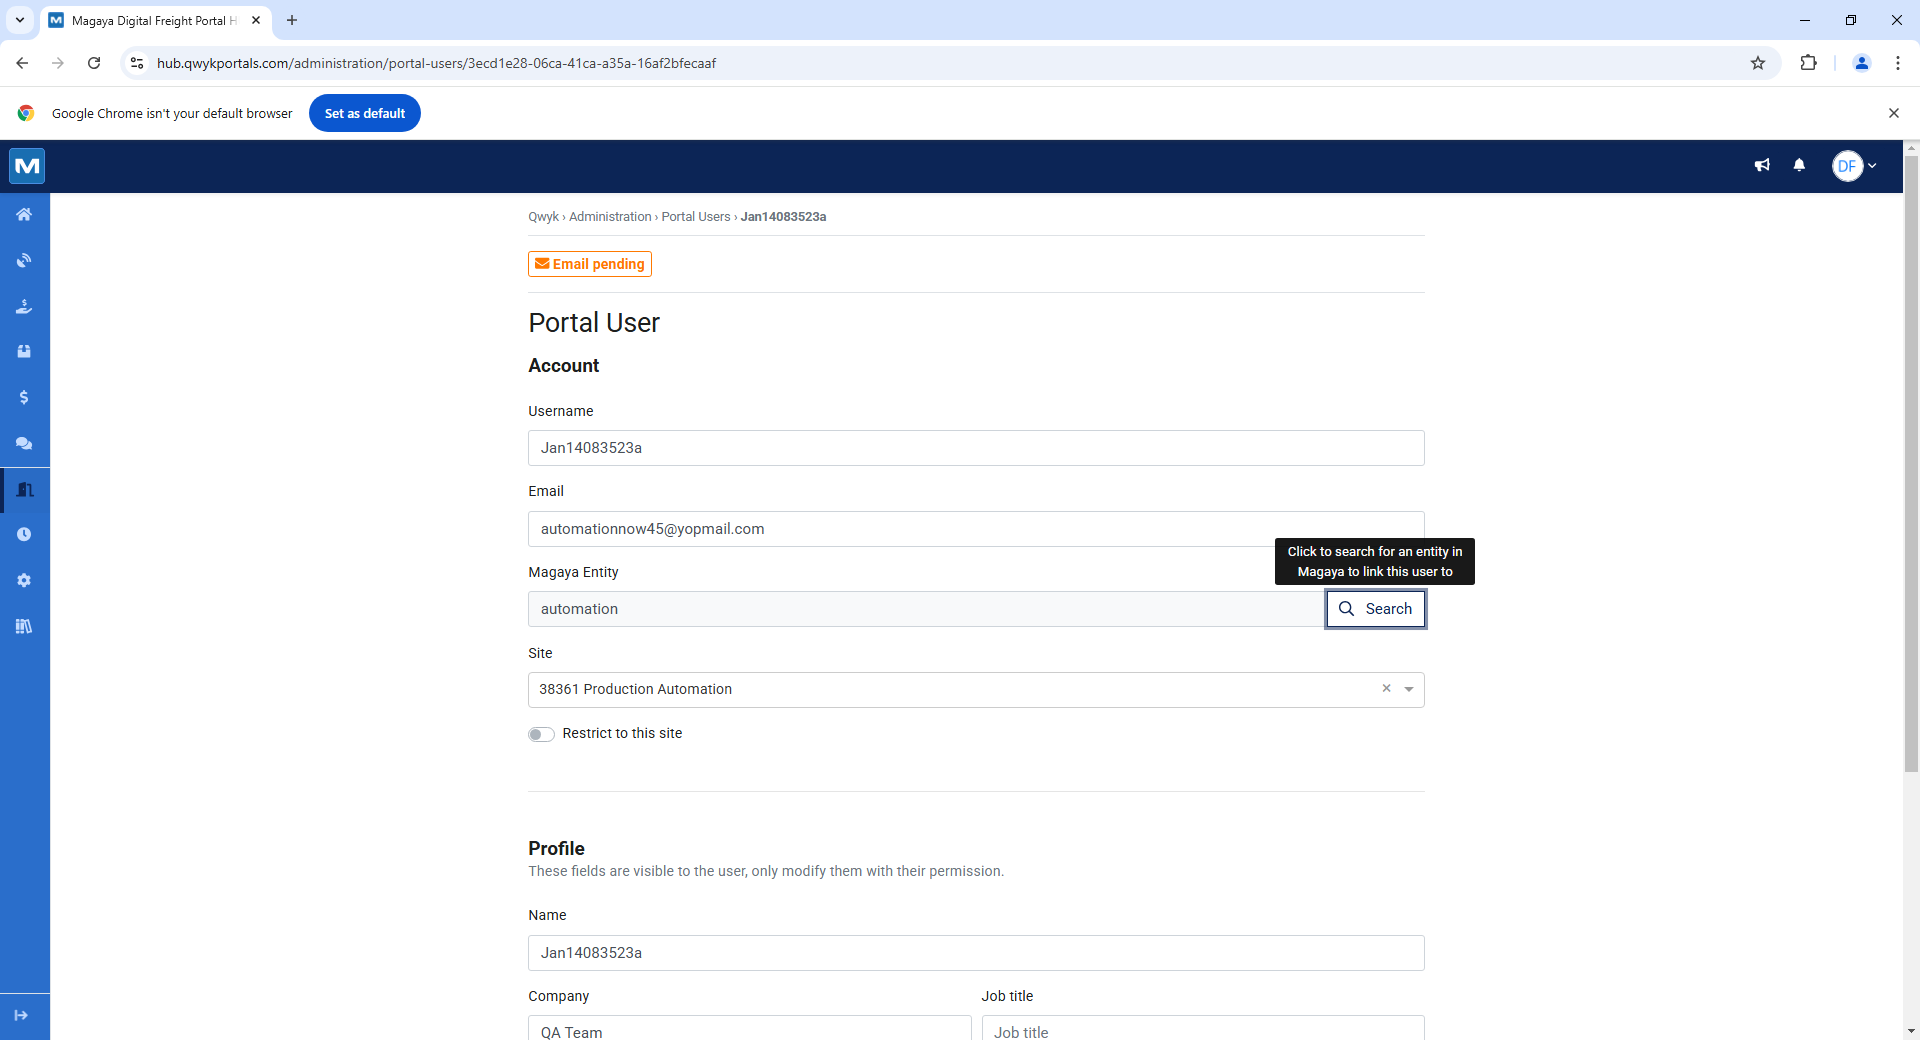 Magaya Digital Freight Portal H
hub.qwykportals.com/administration/portal-users/3ecd1e28-06ca-41ca-a35a-16af2bfecaaf
Google Chrome isn't your default browser
Set as default
DF
Qwyk › Administration › Portal Users › Jan14083523a
Email pending
Portal User
Account
Username
Jan14083523a
Email
automationnow45@yopmail.com
Click to search for an entity in
Magaya to link this user to
Magaya Entity
automation
Search
Site
38361 Production Automation
Restrict to this site
Profile
These fields are visible to the user, only modify them with their permission.
Name
Jan14083523a
Company
Job title
QA Team
Job title